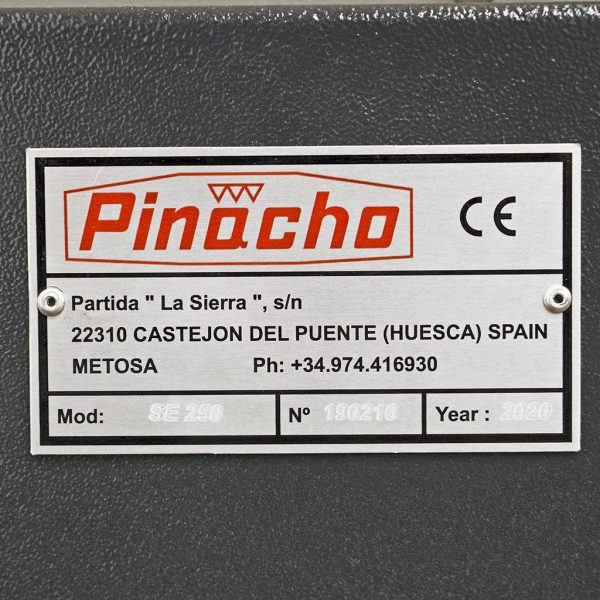 Pinacho CE
Partida " La Sierra ", s/n
22310 CASTEJON DEL PUENTE (HUESCA) SPAIN
METOSA Ph: +34.974.416930
Mod: SE 250 Nº 190216 Year : 2020